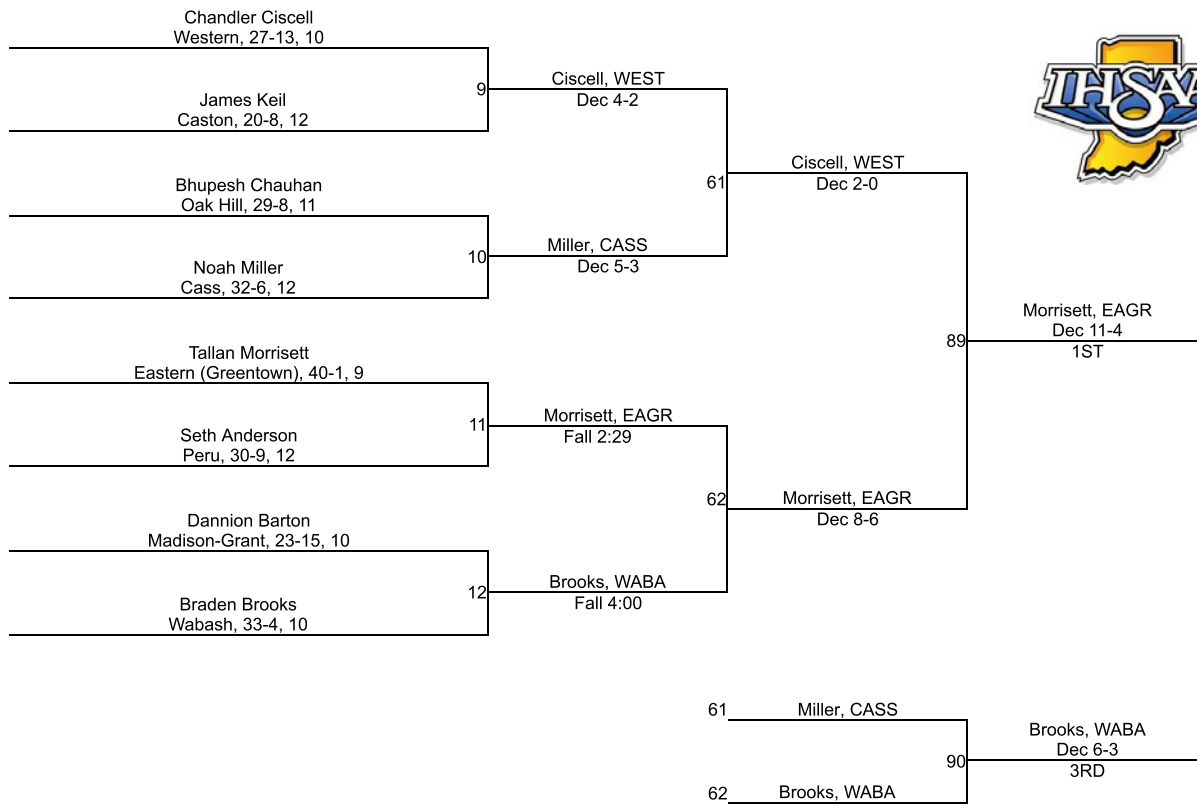 Chandler Ciscell
Western, 27-13, 10
9
Ciscell, WEST
Dec 4-2
James Keil
Caston, 20-8, 12
61
Ciscell, WEST
Dec 2-0
Bhupesh Chauhan
Oak Hill, 29-8, 11
10
Miller, CASS
Dec 5-3
Noah Miller
Cass, 32-6, 12
89
Morrisett, EAGR
Dec 11-4
1ST
Tallan Morrisett
Eastern (Greentown), 40-1, 9
11
Morrisett, EAGR
Fall 2:29
Seth Anderson
Peru, 30-9, 12
62
Morrisett, EAGR
Dec 8-6
Dannion Barton
Madison-Grant, 23-15, 10
12
Brooks, WABA
Fall 4:00
Braden Brooks
Wabash, 33-4, 10
61
Miller, CASS
90
Brooks, WABA
Dec 6-3
3RD
62
Brooks, WABA
IHSAA